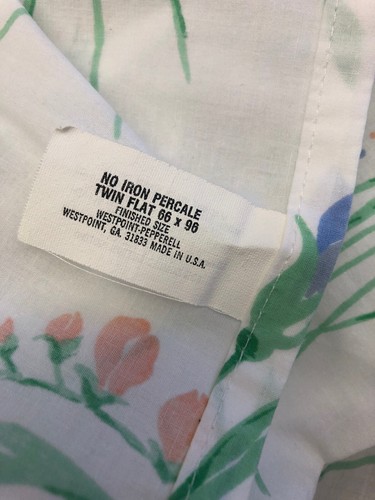 NO IRON PERCALE
TWIN FLAT 66 X 96
FINISHED SIZE
WESTPOINT-PEPPERELL
WESTPOINT, GA. 31833 MADE IN U.S.A.